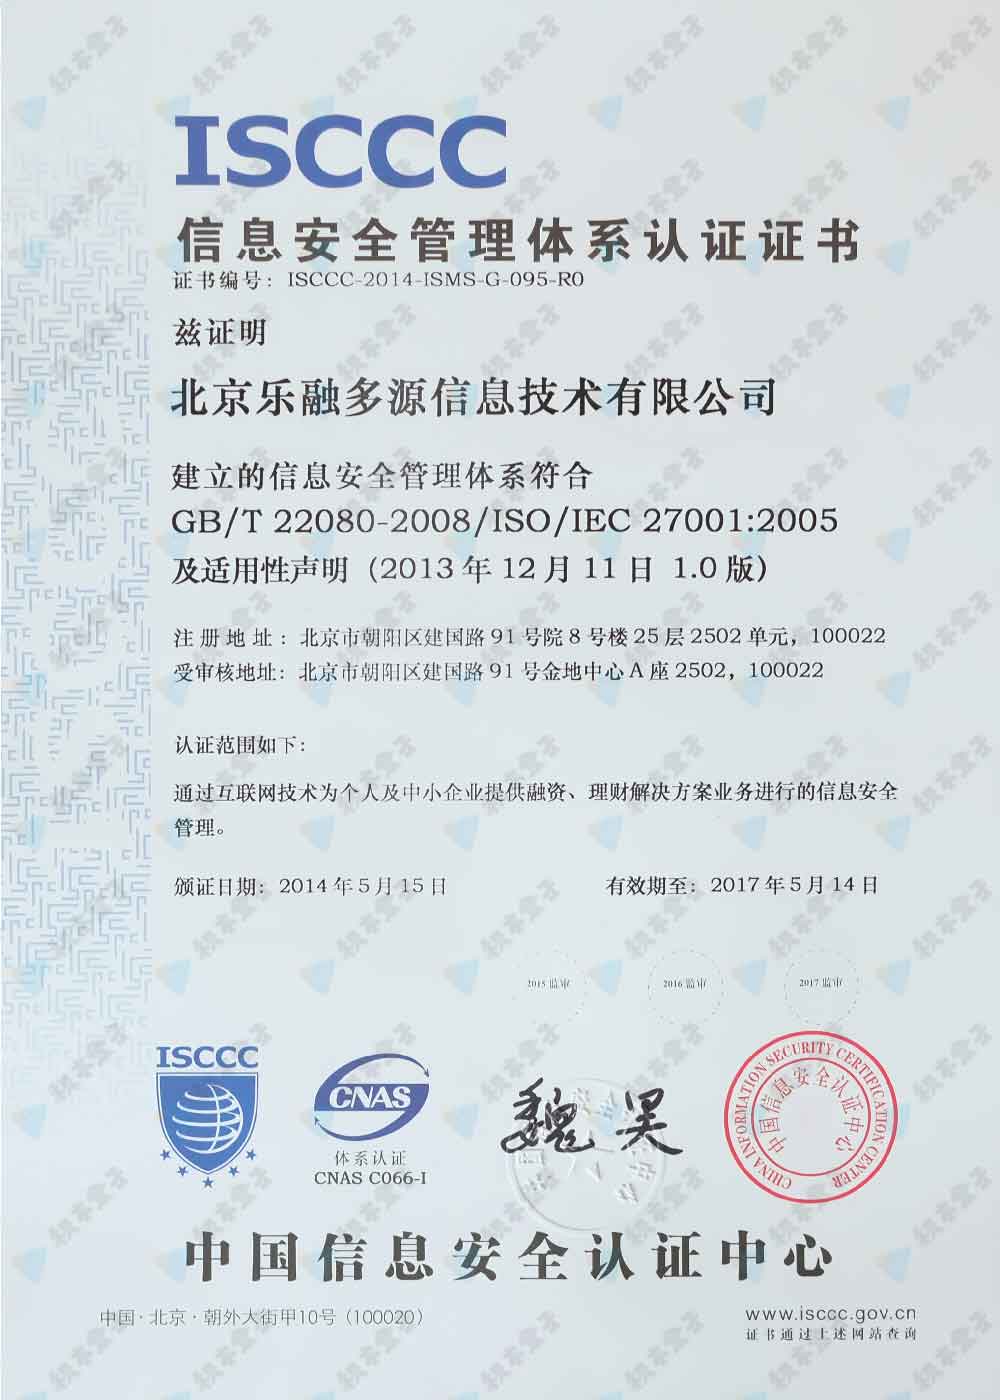 ISCCC
信息安全管理体系认证证书
证书编号：ISCCC-2014-ISMS-G-095-R0
兹证明
北京乐融多源信息技术有限公司
建立的信息安全管理体系符合
GB/T 22080-2008/ISO/IEC 27001:2005
及适用性声明（2013 年 12 月 11 日 1.0 版）
注 册 地 址：北京市朝阳区建国路 91 号院 8 号楼 25 层 2502 单元，100022
受审核地址：北京市朝阳区建国路 91 号金地中心 A 座 2502，100022
认证范围如下：
通过互联网技术为个人及中小企业提供融资、理财解决方案业务进行的信息安全
管理。
颁证日期：2014 年 5 月 15 日
有效期至：2017 年 5 月 14 日
2015 监审
2016 监审
2017 监审
ISCCC
CNAS
体系认证
CNAS C066-I
魏昊
CHINA INFORMATION SECURITY CERTIFICATION CENTER
中国信息安全认证中心
中国信息安全认证中心
中国·北京·朝外大街甲10号（100020）
www.isccc.gov.cn
证书通过上述网站查询